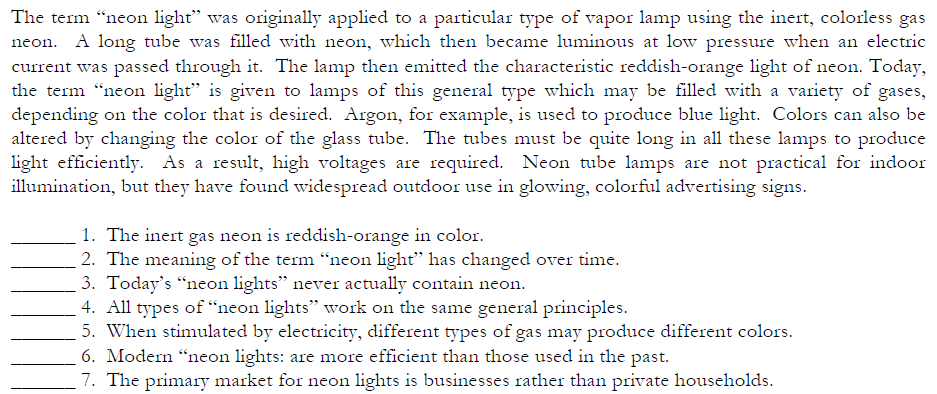 The term “neon light” was originally applied to a particular type of vapor lamp using the inert, colorless gas
neon. A long tube was filled with neon, which then became luminous at low pressure when an electric
current was passed through it. The lamp then emitted the characteristic reddish-orange light of neon. Today,
the term “neon light” is given to lamps of this general type which may be filled with a variety of gases,
depending on the color that is desired. Argon, for example, is used to produce blue light. Colors can also be
altered by changing the color of the glass tube. The tubes must be quite long in all these lamps to produce
light efficiently. As a result, high voltages are required. Neon tube lamps are not practical for indoor
illumination, but they have found widespread outdoor use in glowing, colorful advertising signs.
______ 1. The inert gas neon is reddish-orange in color.
______ 2. The meaning of the term “neon light” has changed over time.
______ 3. Today’s “neon lights” never actually contain neon.
______ 4. All types of “neon lights” work on the same general principles.
______ 5. When stimulated by electricity, different types of gas may produce different colors.
______ 6. Modern “neon lights: are more efficient than those used in the past.
______ 7. The primary market for neon lights is businesses rather than private households.